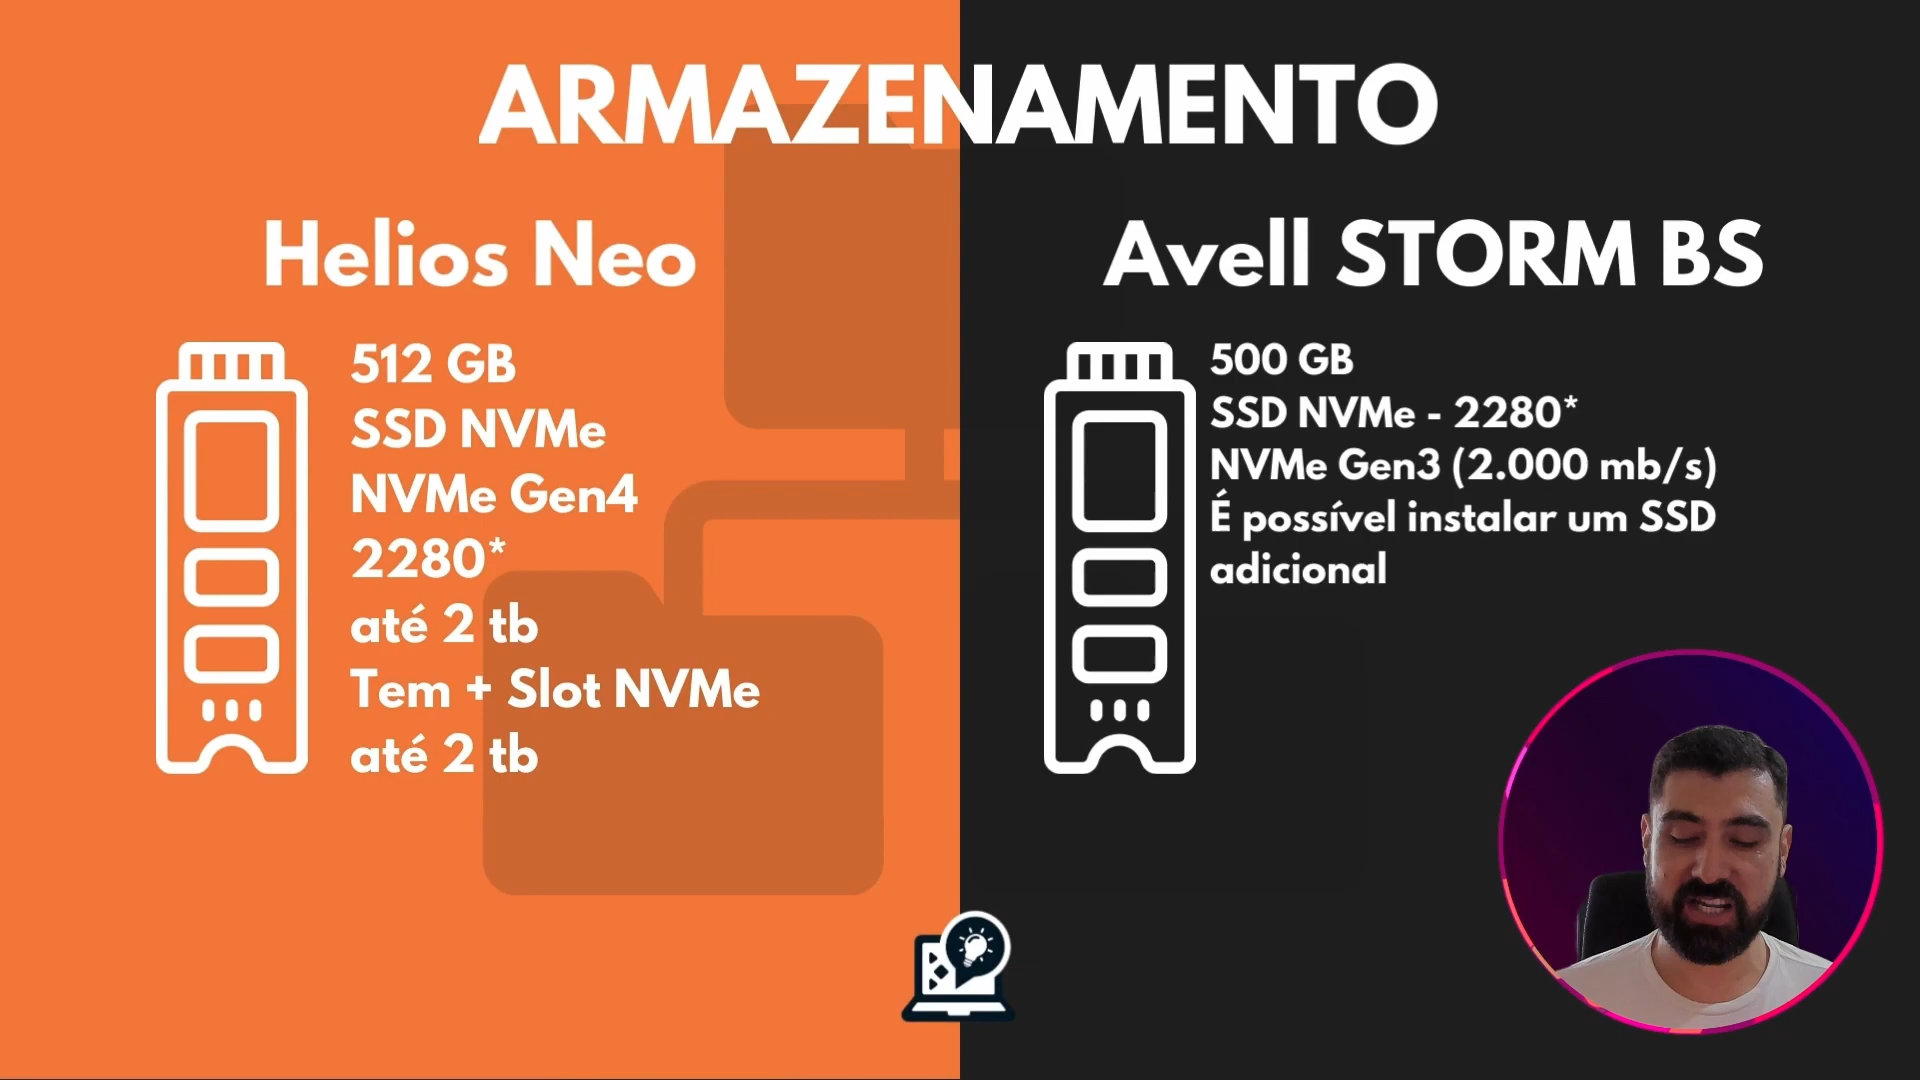 ARMAZENAMENTO
Helios Neo
512 GB
SSD NVMe
NVMe Gen4
2280*
até 2 tb
Tem + Slot NVMe
até 2 tb
Avell STORM BS
500 GB
SSD NVMe - 2280*
NVMe Gen3 (2.000 mb/s)
É possível instalar um SSD
adicional